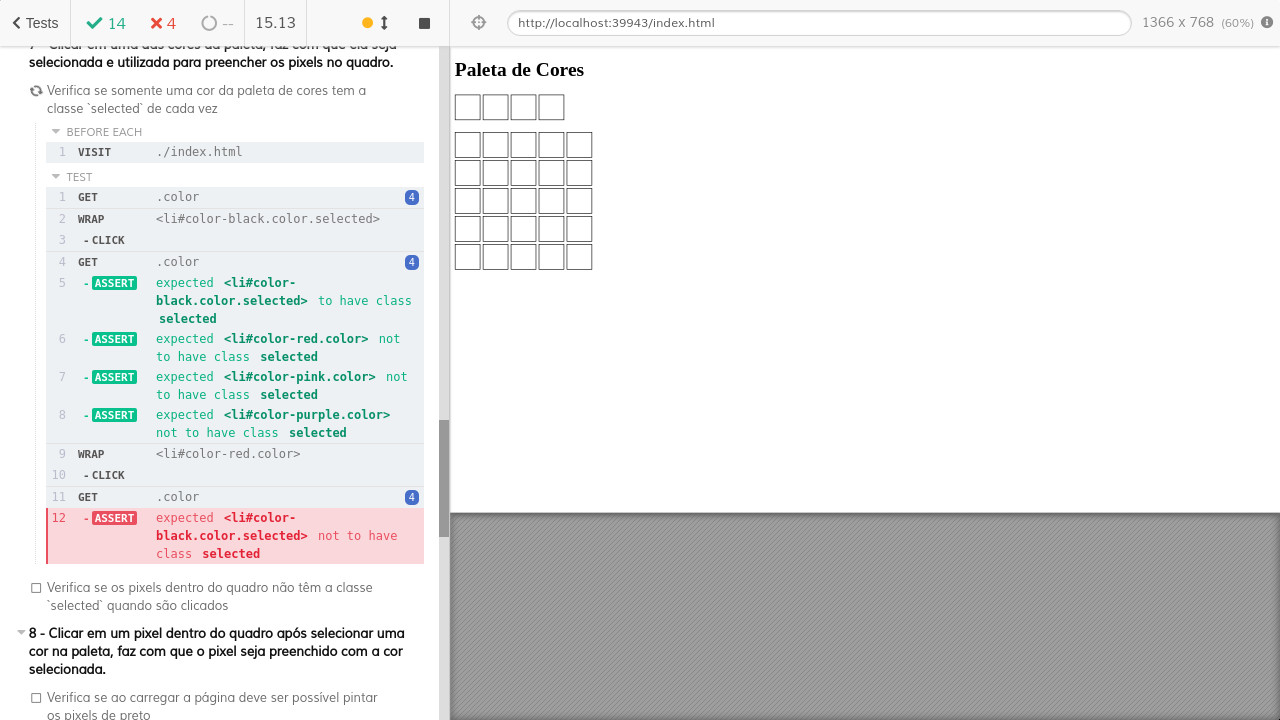 Tests
14
4
--
15.13
http://localhost:39943/index.html
1366 x 768 (60%)
7 - Clicar em uma das cores da paleta, faz com que ela seja
selecionada e utilizada para preencher os pixels no quadro.
Verifica se somente uma cor da paleta de cores tem a
classe `selected` de cada vez
BEFORE EACH
1 VISIT ./index.html
TEST
1 GET .color 4
2 WRAP <li#color-black.color.selected>
3 -CLICK
4 GET .color 4
5 -ASSERT expected <li#color-
black.color.selected> to have class
selected
6 -ASSERT expected <li#color-red.color> not
to have class selected
7 -ASSERT expected <li#color-pink.color> not
to have class selected
8 -ASSERT expected <li#color-purple.color>
not to have class selected
9 WRAP <li#color-red.color>
10 -CLICK
11 GET .color 4
12 -ASSERT expected <li#color-
black.color.selected> not to have
class selected
Verifica se os pixels dentro do quadro não têm a classe
`selected` quando são clicados
8 - Clicar em um pixel dentro do quadro após selecionar uma
cor na paleta, faz com que o pixel seja preenchido com a cor
selecionada.
Verifica se ao carregar a página deve ser possível pintar
os pixels de preto
Paleta de Cores